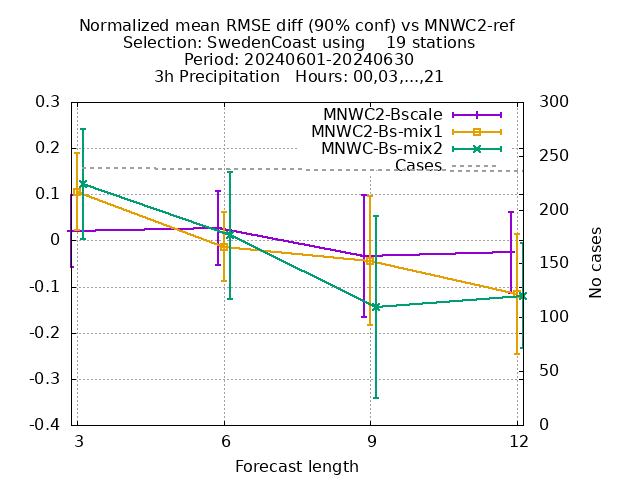 Normalized mean RMSE diff (90% conf) vs MNWC2-ref
Selection: SwedenCoast using    19 stations
Period: 20240601-20240630
3h Precipitation   Hours: 00,03,...,21
MNWC2-Bscale
MNWC2-Bs-mix1
MNWC-Bs-mix2
Cases
0.3
0.2
0.1
0
-0.1
-0.2
-0.3
-0.4
300
250
200
150
100
50
0
No cases
3 6 9 12
Forecast length